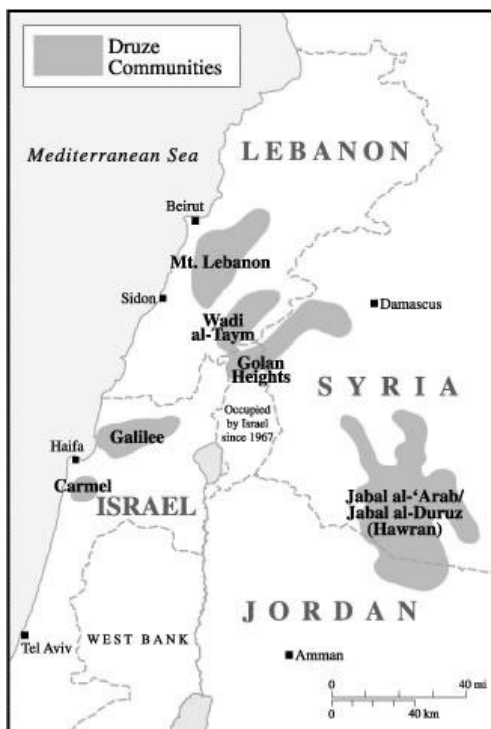 Druze
Communities
Mediterranean Sea
LEBANON
Beirut
Mt. Lebanon
Sidon
Damascus
Wadi
al-Taym
Golan
Heights
SYRIA
Occupied
by Israel
since 1967
Galilee
Haifa
Carmel
ISRAEL
Jabal al-‘Arab/
Jabal al-Duruz
(Hawran)
JORDAN
WEST BANK
Tel Aviv
Amman
0 40 mi
0 40 km